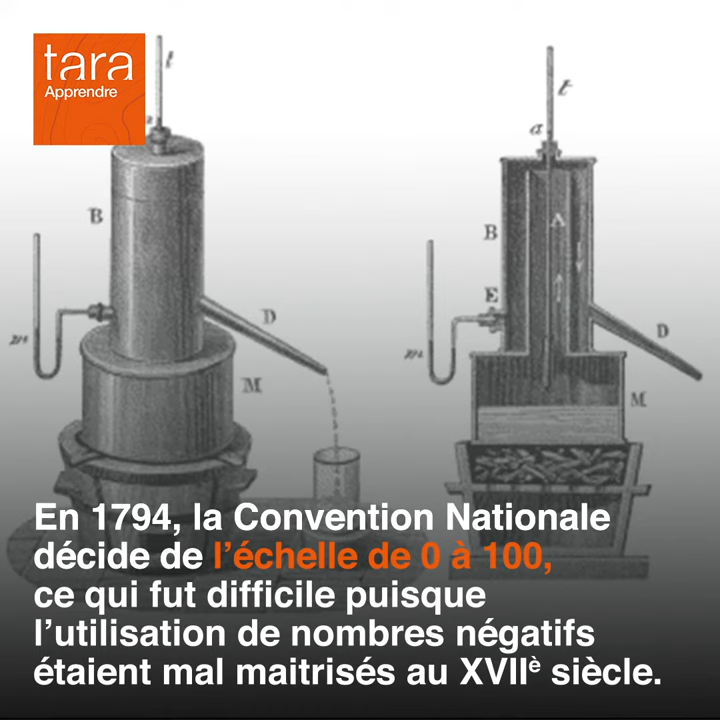 tara
Apprendre
t
a
t
a
B
B
A
E
D
D
m
m
M
M
En 1794, la Convention Nationale
décide de l’échelle de 0 à 100,
ce qui fut difficile puisque
l’utilisation de nombres négatifs
étaient mal maitrisés au XVIIè siècle.